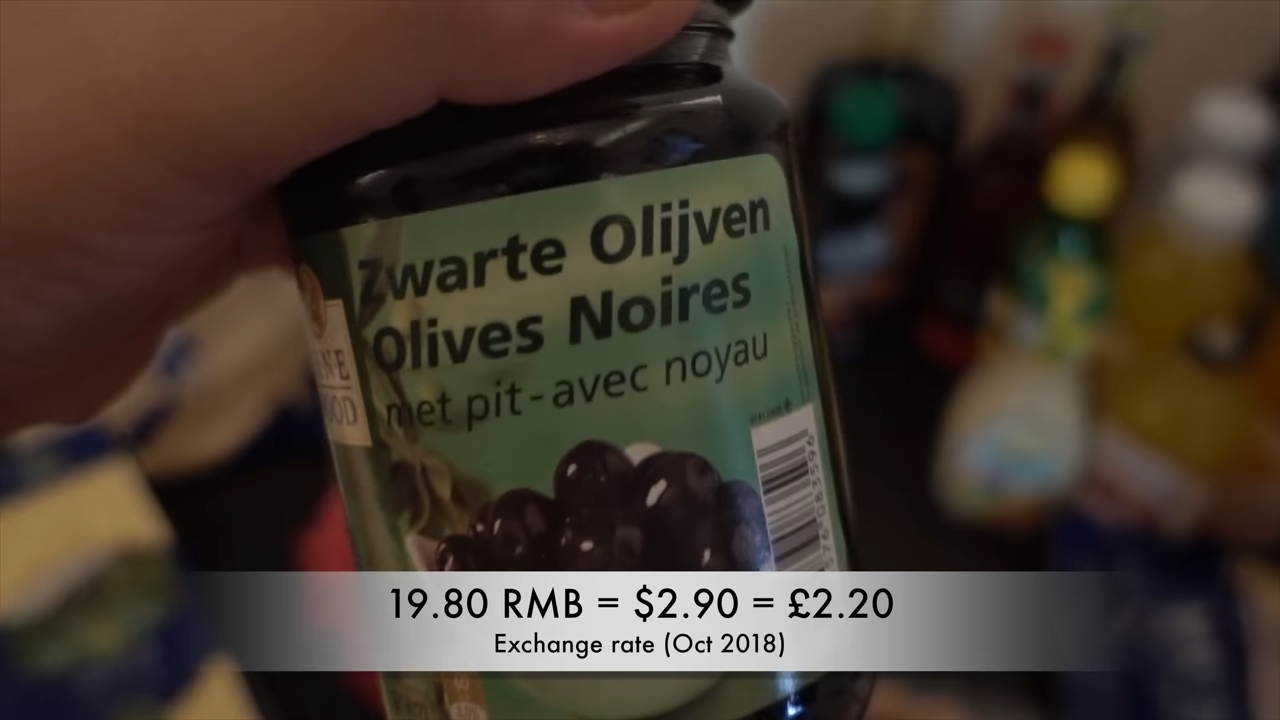 Zwarte Olijven
Olives Noires
met pit - avec noyau
19.80 RMB = $2.90 = £2.20
Exchange rate (Oct 2018)